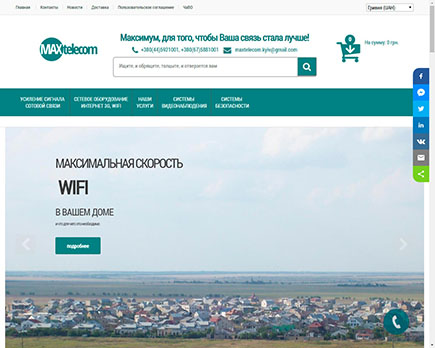 Главная Контакты Новости Доставка Пользовательское соглашение ЧаВО Гривня (UAH)
MAXtelecom
Максимум, для того, чтобы Ваша связь стала лучше!
+380(44)5921001, +380(67)5881001 maxtelecom.kyiv@gmail.com
0
На сумму: 0 грн.
Ищите, и обрящете, толцыте, и отверзется вам
УСИЛЕНИЕ СИГНАЛА СОТОВОЙ СВЯЗИ
СЕТЕВОЕ ОБОРУДОВАНИЕ ИНТЕРНЕТ 3G, WIFI
НАШИ УСЛУГИ
СИСТЕМЫ ВИДЕОНАБЛЮДЕНИЯ
СИСТЕМЫ БЕЗОПАСНОСТИ
МАКСИМАЛЬНАЯ СКОРОСТЬ
WIFI
В ВАШЕМ ДОМЕ
подробнее